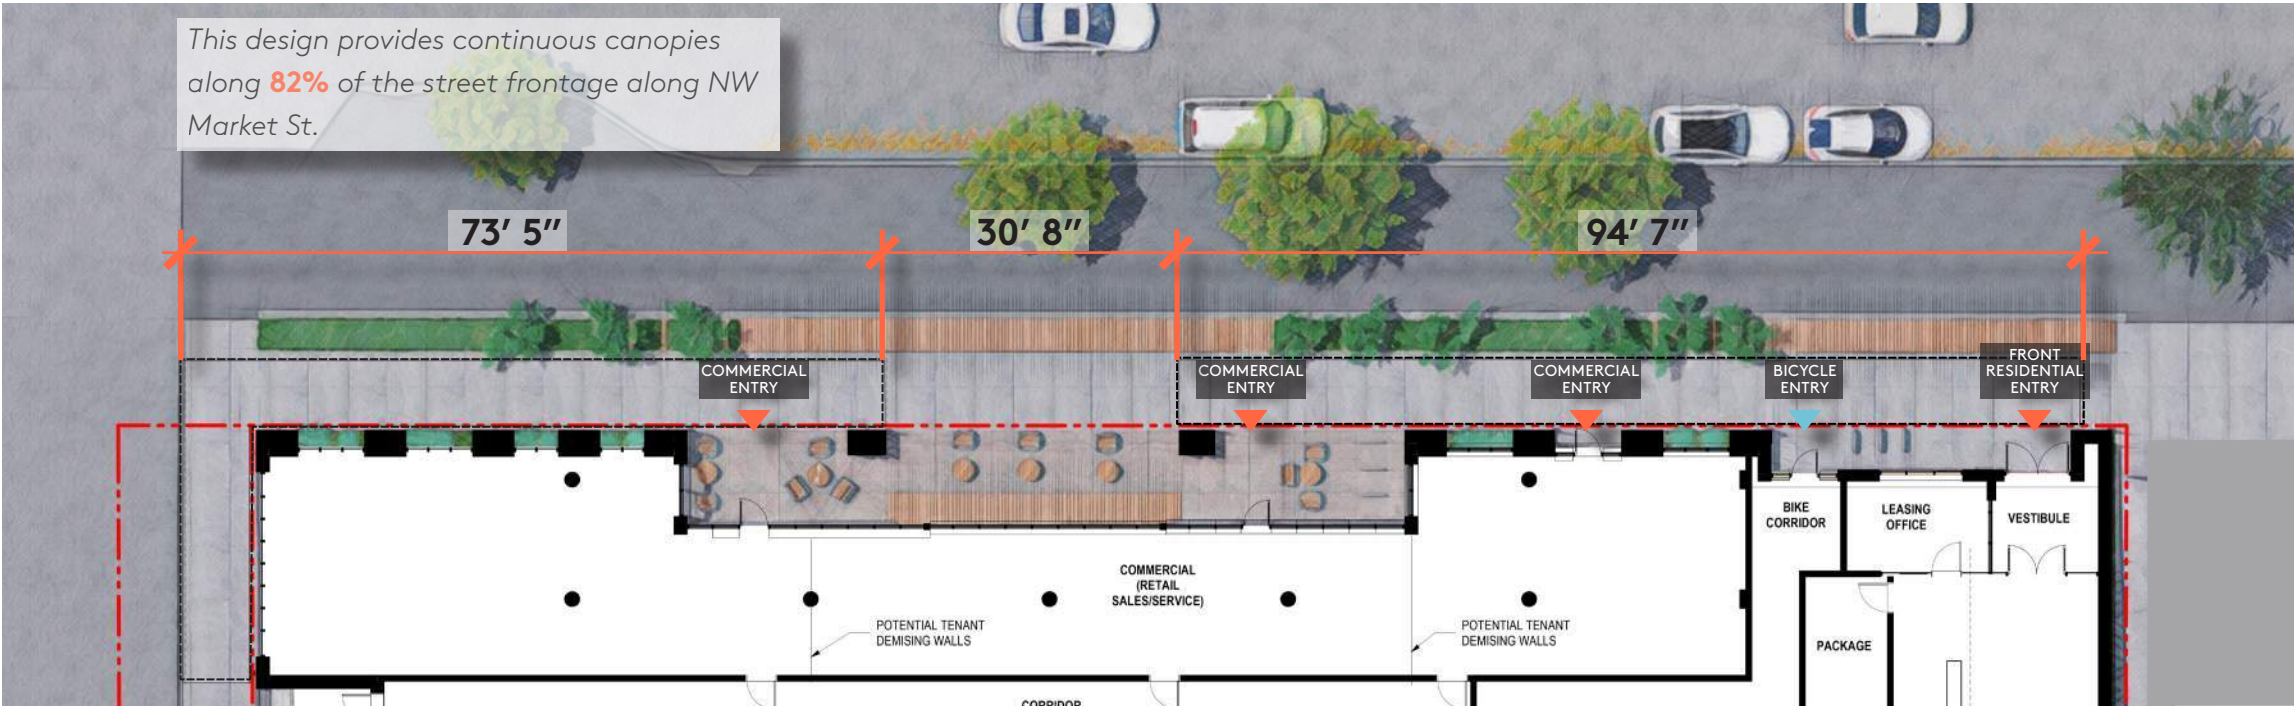 This design provides continuous canopies
along 82% of the street frontage along NW
Market St.
73' 5"
30' 8"
94' 7"
COMMERCIAL
ENTRY
COMMERCIAL
ENTRY
COMMERCIAL
ENTRY
BICYCLE
ENTRY
FRONT
RESIDENTIAL
ENTRY
BIKE
CORRIDOR
LEASING
OFFICE
VESTIBULE
COMMERCIAL
(RETAIL
SALES/SERVICE)
POTENTIAL TENANT
DEMISING WALLS
POTENTIAL TENANT
DEMISING WALLS
PACKAGE
CORRIDOR